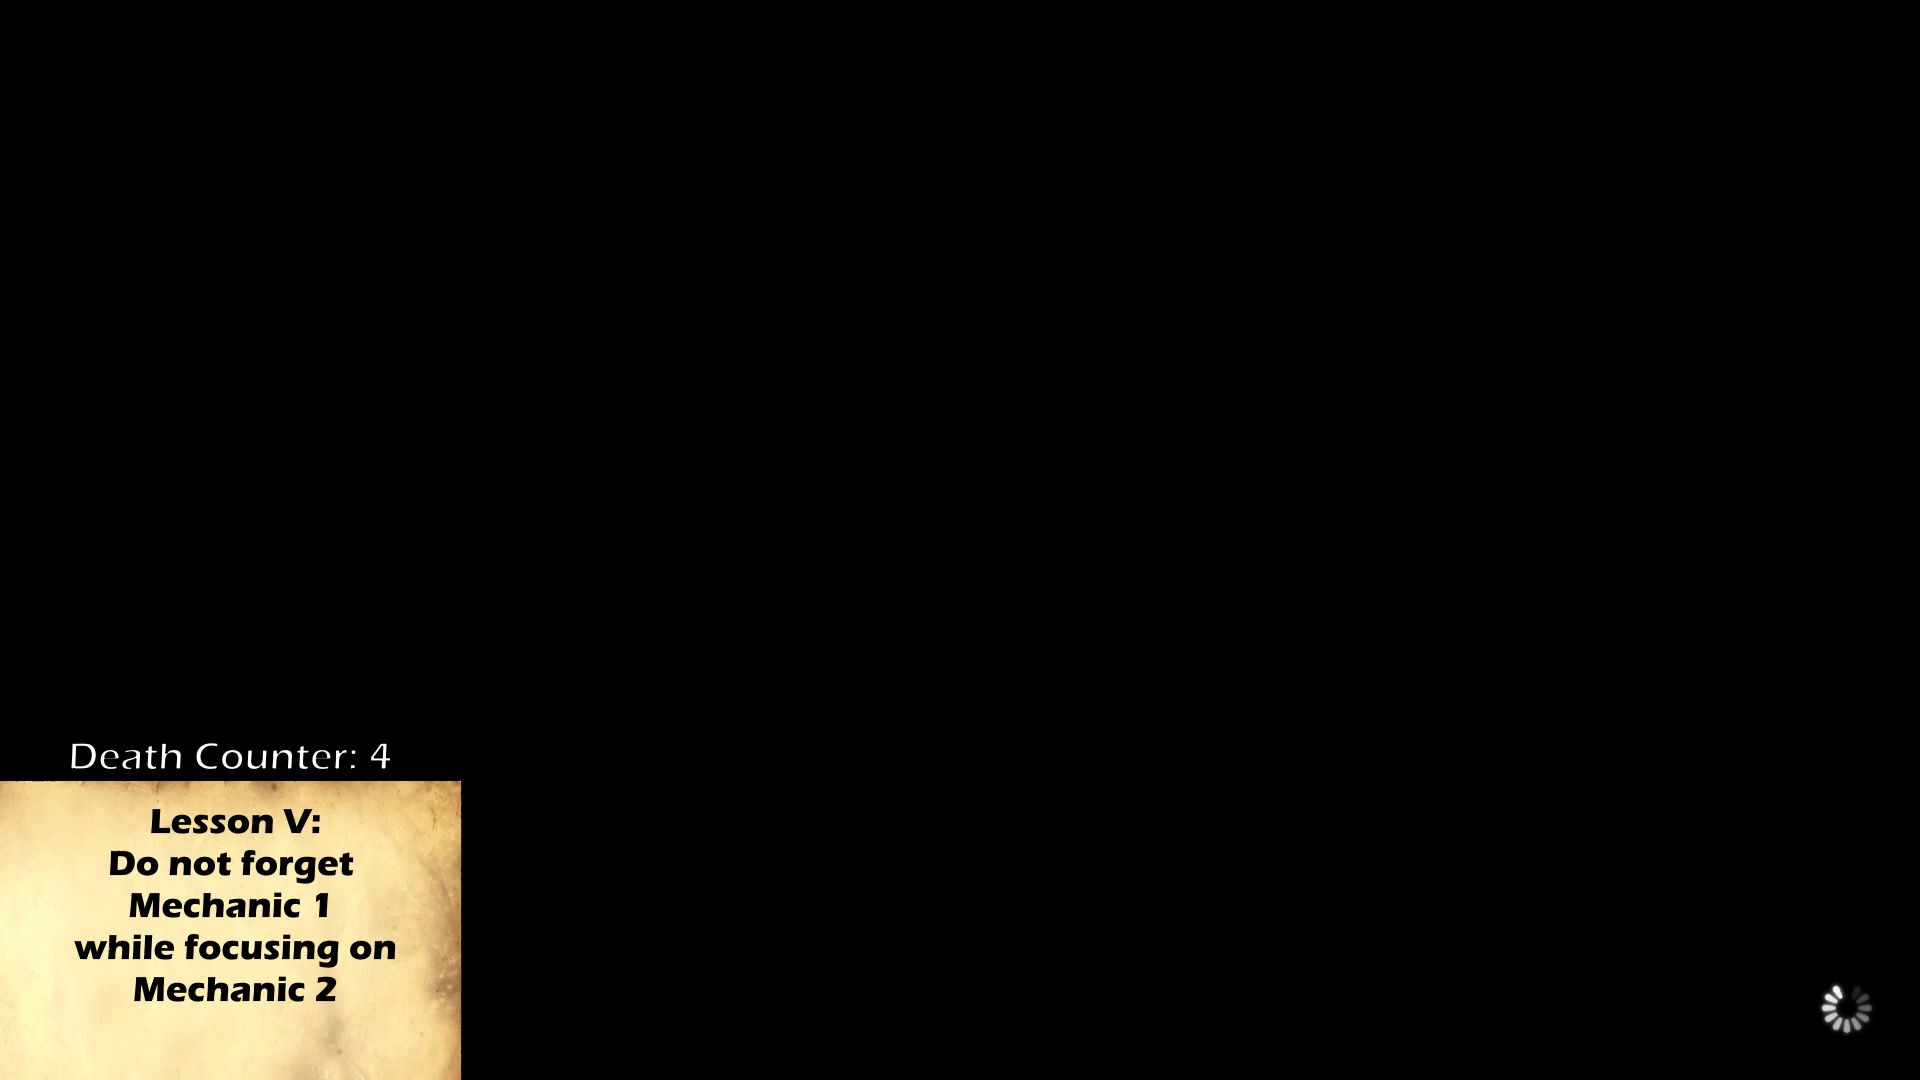 Death Counter: 4
Lesson V:
Do not forget
Mechanic 1
while focusing on
Mechanic 2